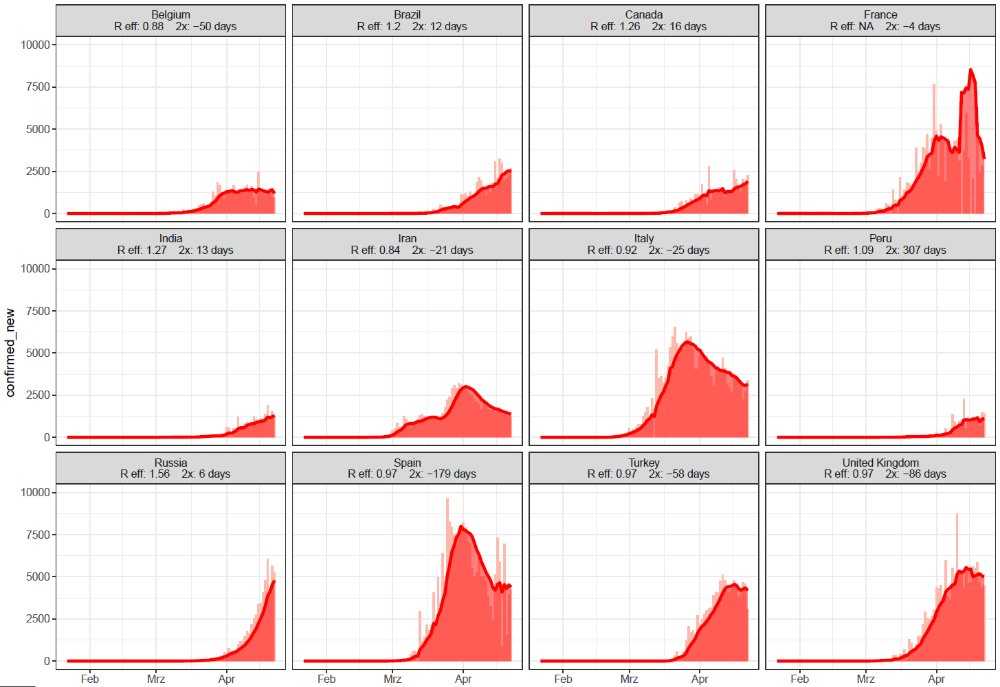 Belgium
R eff: 0.88 2x: −50 days
Brazil
R eff: 1.2 2x: 12 days
Canada
R eff: 1.26 2x: 16 days
France
R eff: NA 2x: −4 days
10000
7500
5000
2500
0
India
R eff: 1.27 2x: 13 days
Iran
R eff: 0.84 2x: −21 days
Italy
R eff: 0.92 2x: −25 days
Peru
R eff: 1.09 2x: 307 days
10000
7500
5000
2500
0
confirmed_new
Russia
R eff: 1.56 2x: 6 days
Spain
R eff: 0.97 2x: −179 days
Turkey
R eff: 0.97 2x: −58 days
United Kingdom
R eff: 0.97 2x: −86 days
10000
7500
5000
2500
0
Feb Mrz Apr Feb Mrz Apr Feb Mrz Apr Feb Mrz Apr